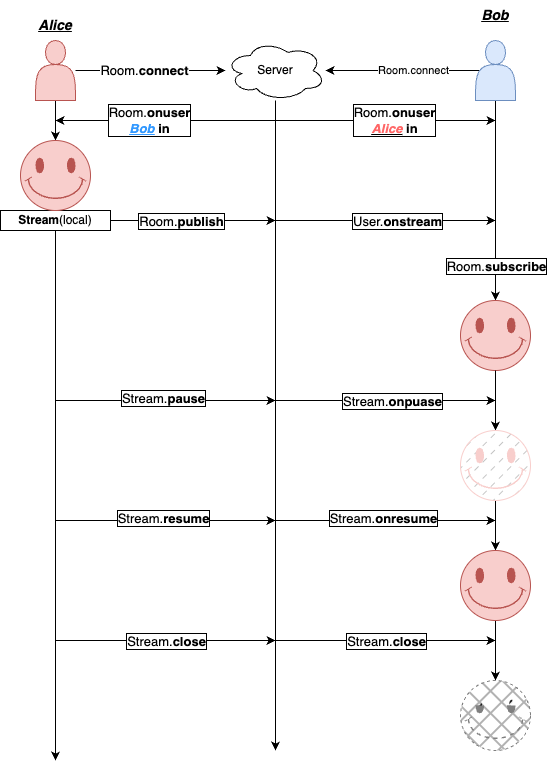 Alice
Bob
Room.connect
Server
Room.connect
Room.onuser
Bob in
Room.onuser
Alice in
Stream(local)
Room.publish
User.onstream
Room.subscribe
Stream.pause
Stream.onpuase
Stream.resume
Stream.onresume
Stream.close
Stream.close